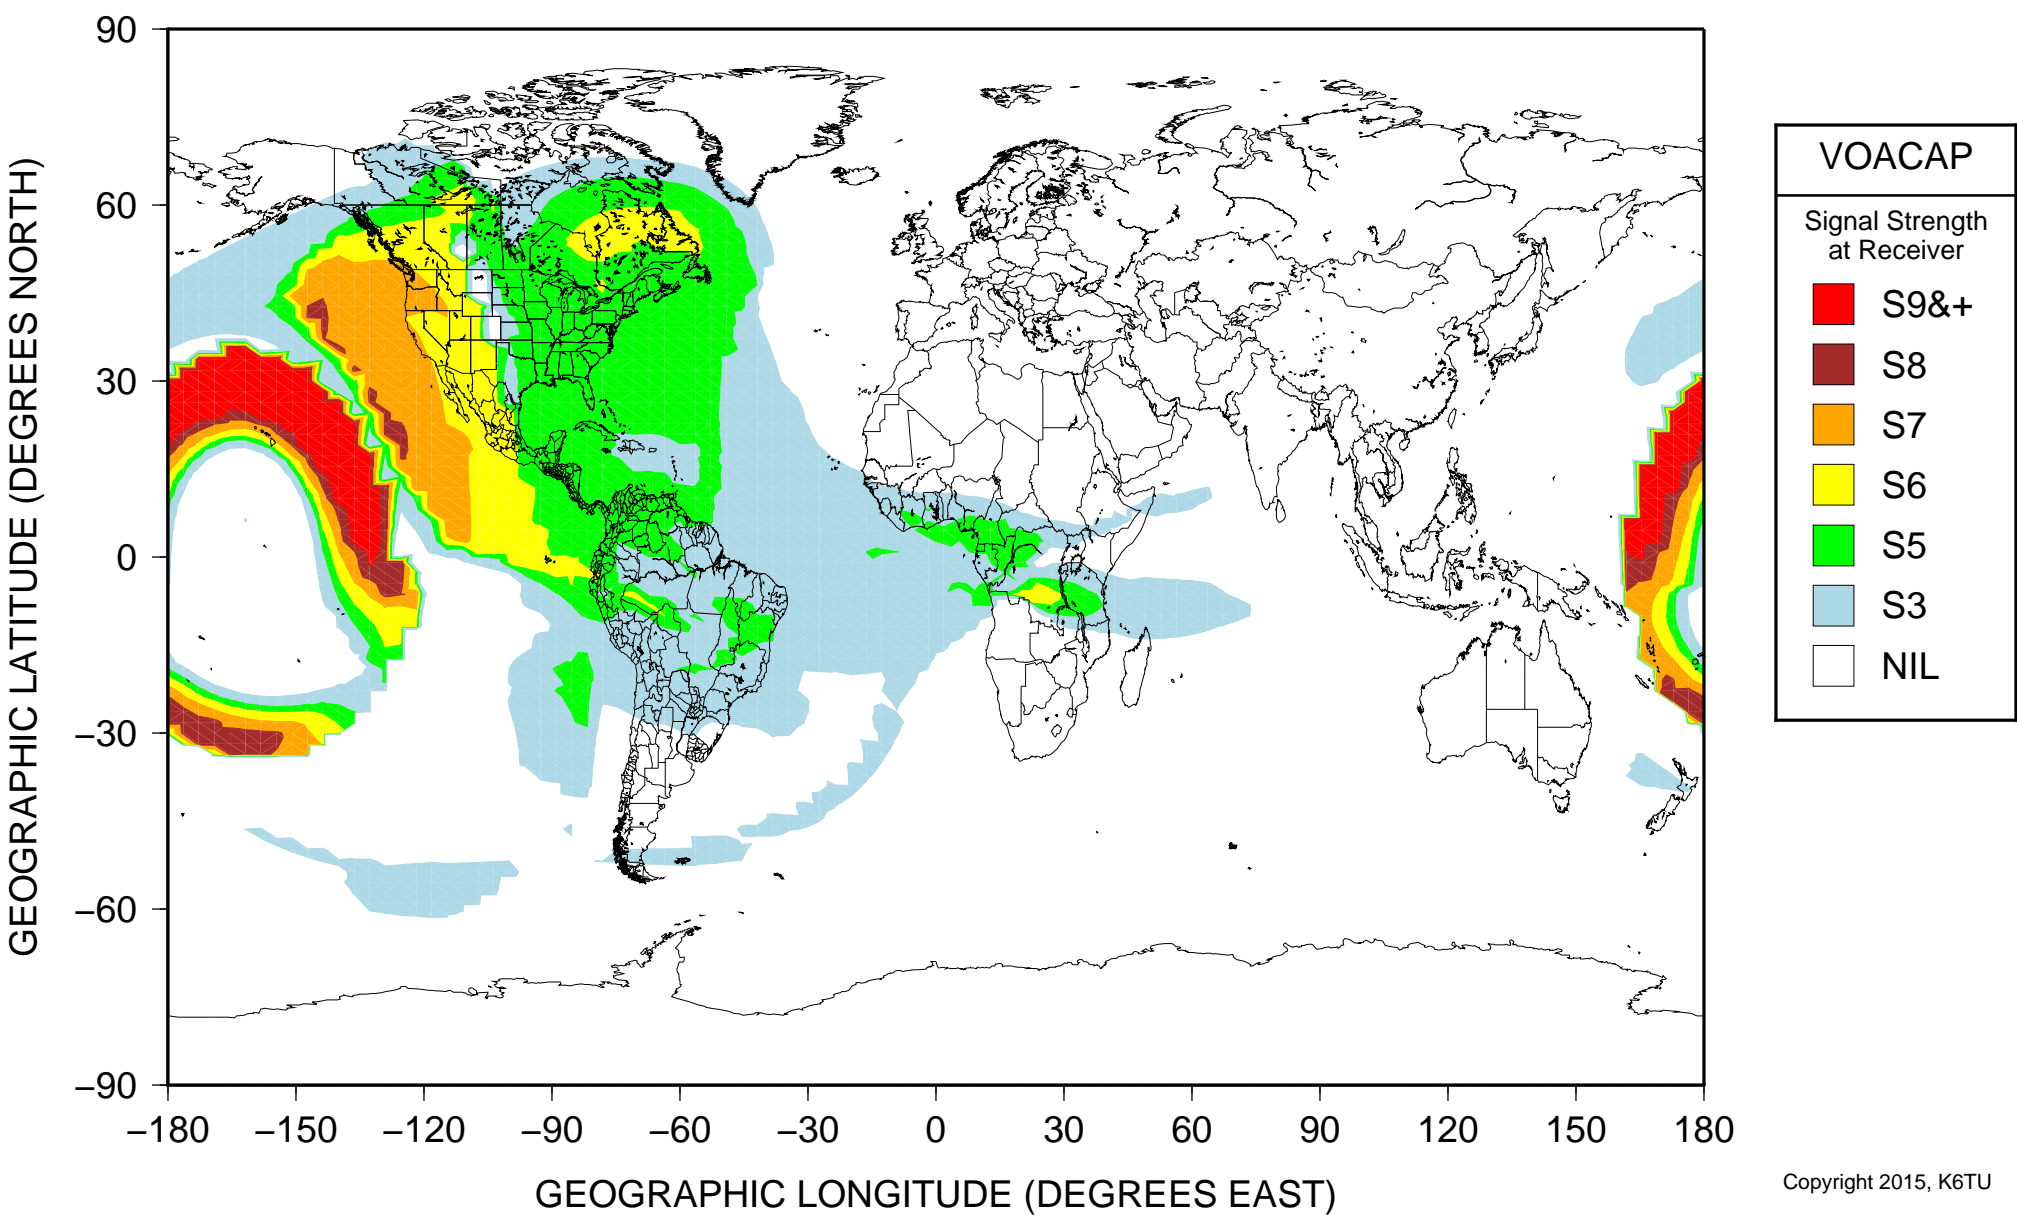 90
60
30
0
−30
−60
−90
GEOGRAPHIC LATITUDE (DEGREES NORTH)
−180 −150 −120 −90 −60 −30 0 30 60 90 120 150 180
GEOGRAPHIC LONGITUDE (DEGREES EAST)
VOACAP
Signal Strength
at Receiver
S9&+
S8
S7
S6
S5
S3
NIL
Copyright 2015, K6TU